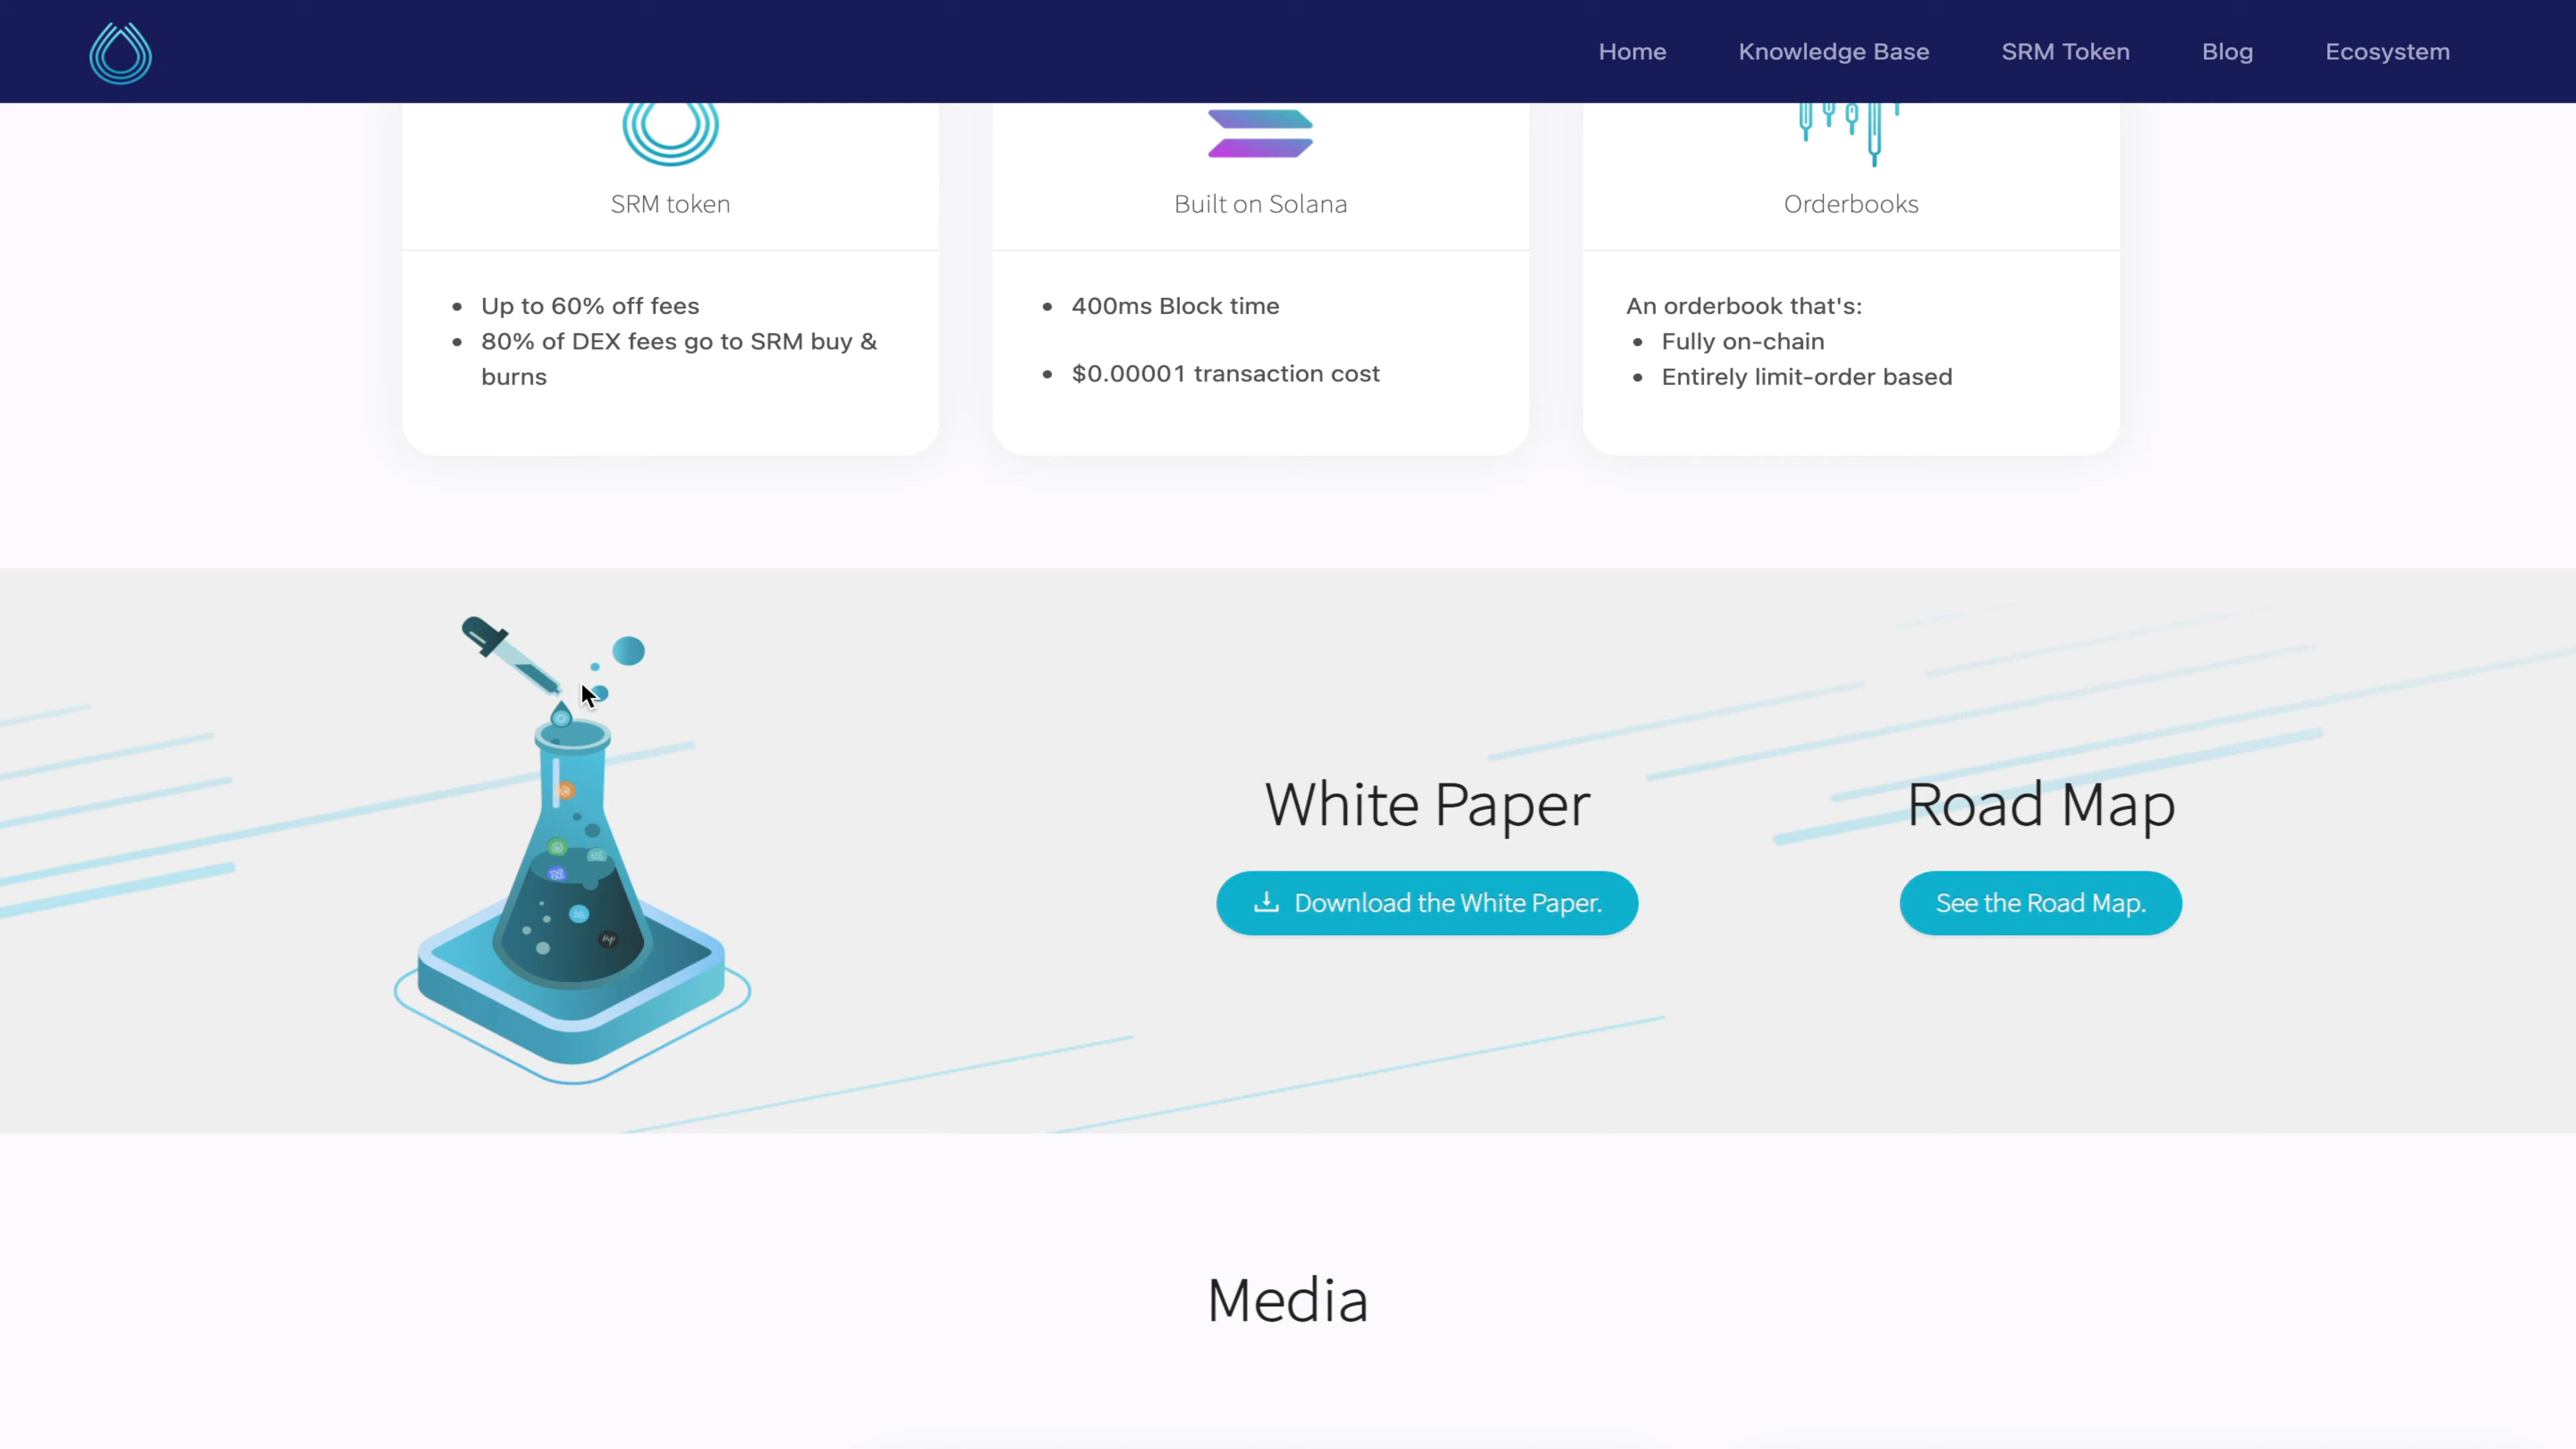 Home Knowledge Base SRM Token Blog Ecosystem
SRM token
Built on Solana
Orderbooks
• Up to 60% off fees
• 80% of DEX fees go to SRM buy &
burns
• 400ms Block time
• $0.00001 transaction cost
An orderbook that's:
• Fully on-chain
• Entirely limit-order based
White Paper
Download the White Paper.
Road Map
See the Road Map.
Media